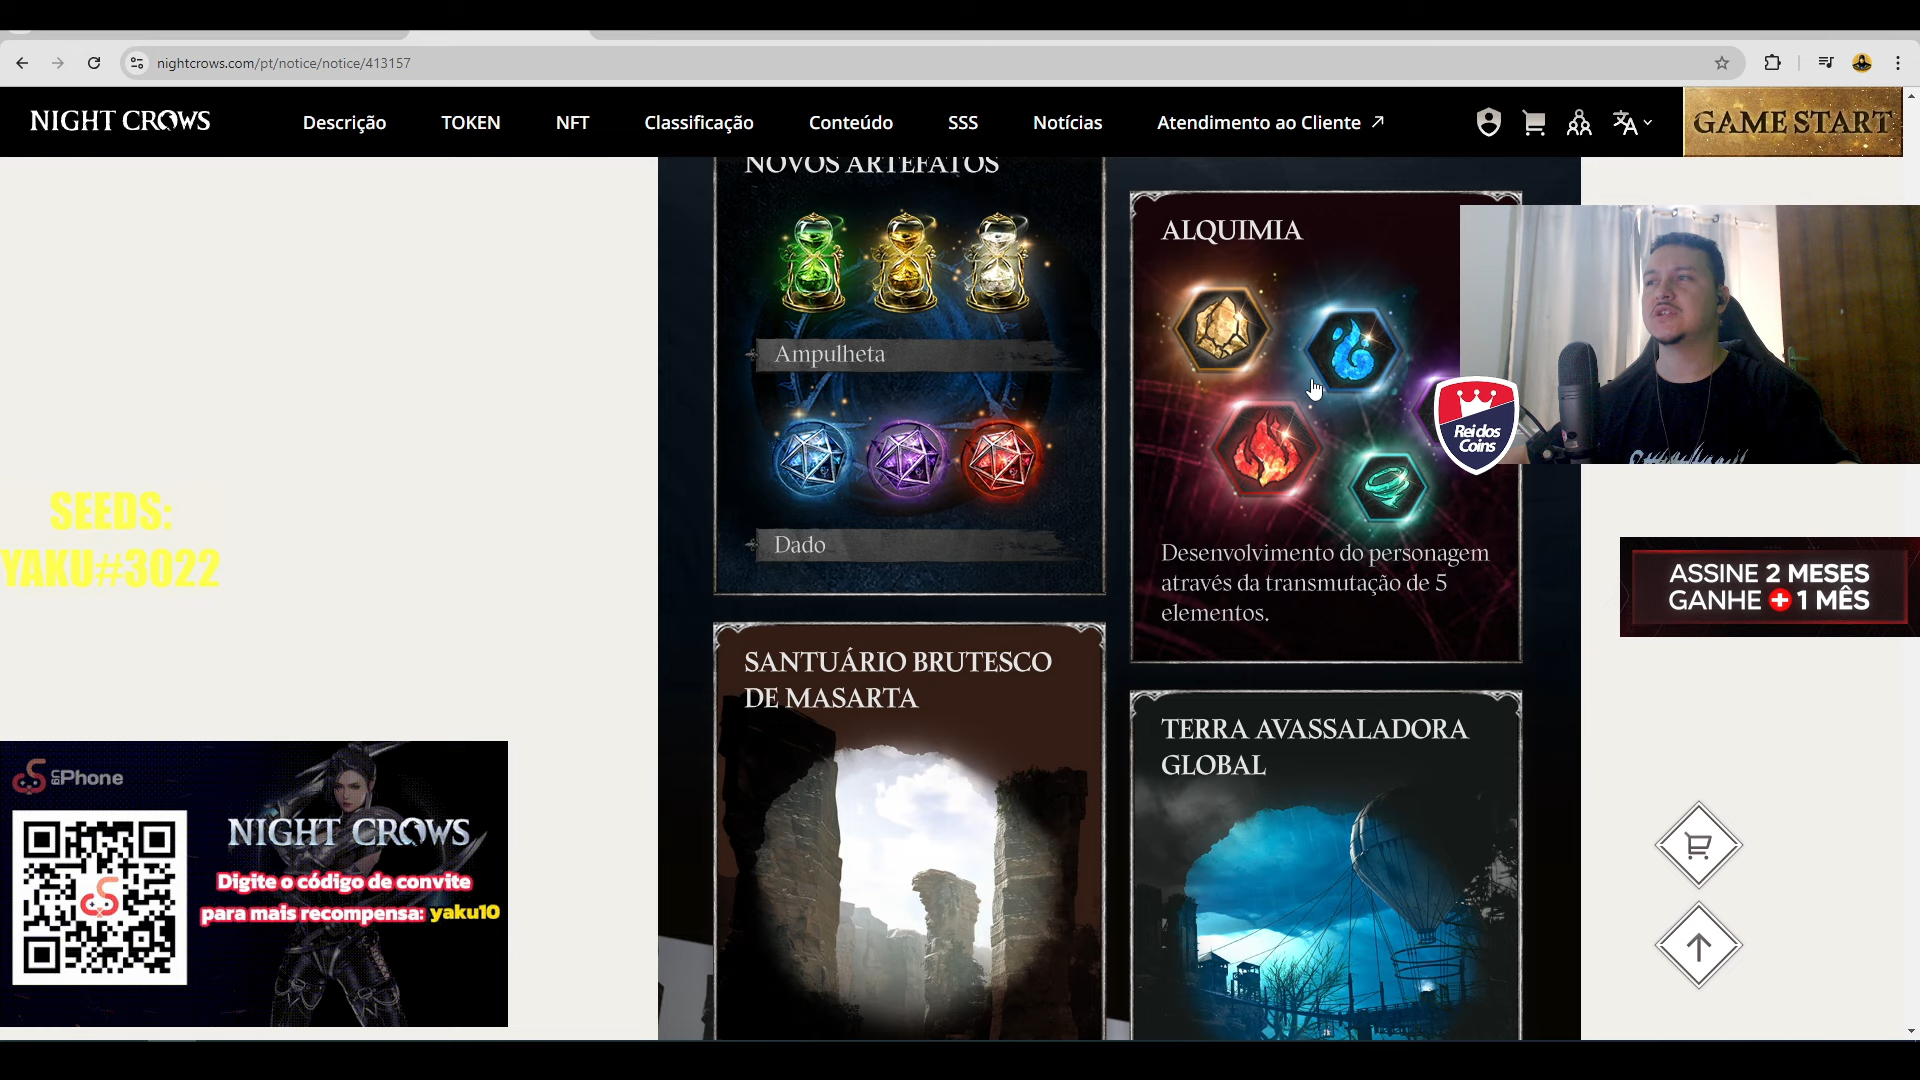 nightcrows.com/pt/notice/notice/413157
NIGHT CROWS
Descrição
TOKEN
NFT
Classificação
Conteúdo
SSS
Notícias
Atendimento ao Cliente
GAME START
NOVOS ARTEFATOS
Ampulheta
Dado
ALQUIMIA
Desenvolvimento do personagem
através da transmutação de 5
elementos.
Rei dos
Coins
SEEDS:
YAKU#3022
ASSINE 2 MESES
GANHE + 1 MÊS
SANTUÁRIO BRUTESCO
DE MASARTA
TERRA AVASSALADORA
GLOBAL
UgPhone
NIGHT CROWS
Digite o código de convite
para mais recompensa: yaku10